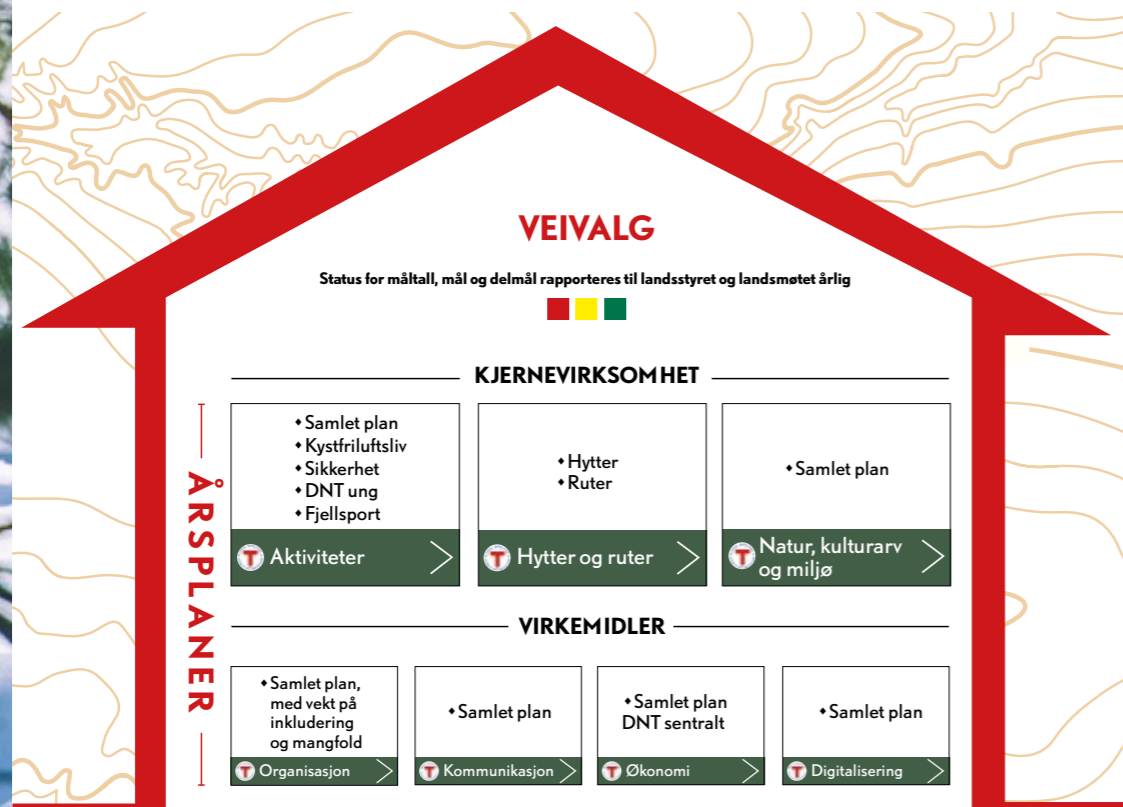 VEIVALG
Status for måltall, mål og delmål rapporteres til landsstyret og landsmøtet årlig
KJERNEVIRKSOMHET
ÅRSPLANER
• Samlet plan
• Kystfriluftsliv
• Sikkerhet
• DNT ung
• Fjellsport
T Aktiviteter
• Hytter
• Ruter
T Hytter og ruter
• Samlet plan
T Natur, kulturarv
og miljø
VIRKEMIDLER
• Samlet plan,
med vekt på
inkludering
og mangfold
T Organisasjon
• Samlet plan
T Kommunikasjon
• Samlet plan
DNT sentralt
T Økonomi
• Samlet plan
T Digitalisering